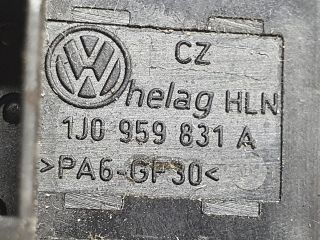 CZ
helag HLN
1J0 959 831 A
>PA6-GF30<